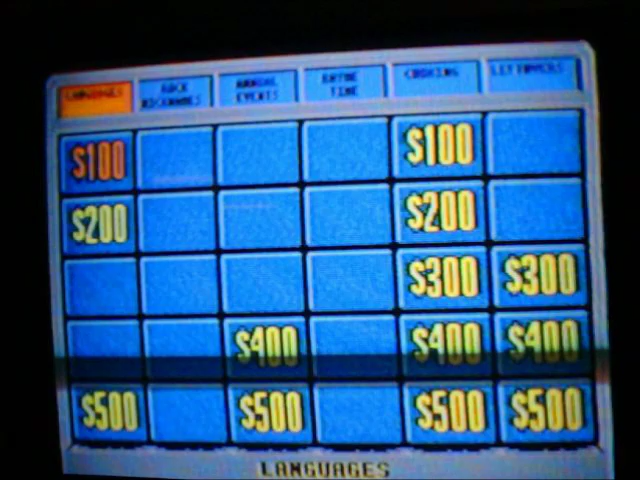 LANGUAGES
ROCK
NICKNAMES
ANNUAL
EVENTS
RHYME
TIME
COOKING
LEFTOVERS
$100 $100
$200 $200
$300 $300
$400 $400 $400
$500 $500 $500 $500
LANGUAGES